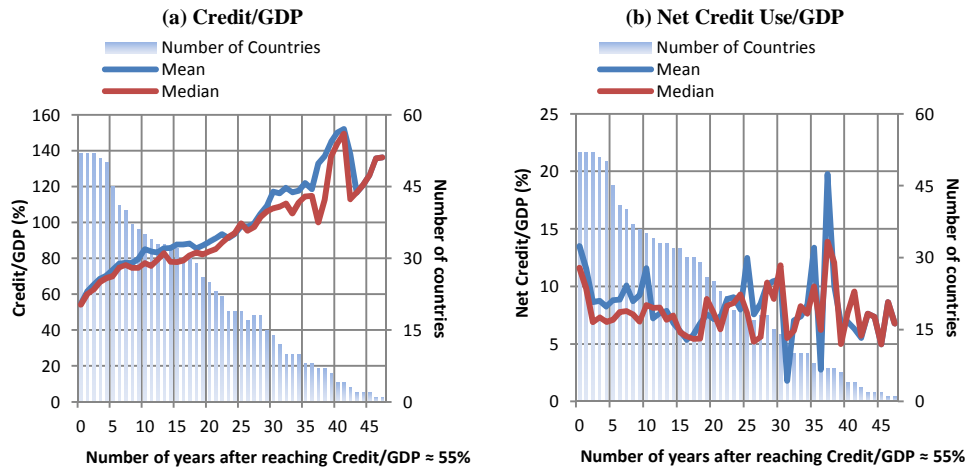 (a) Credit/GDP
Number of Countries
Mean
Median
160
140
120
100
80
60
40
20
0
Credit/GDP (%)
60
45
30
15
0
Number of countries
0 5 10 15 20 25 30 35 40 45
Number of years after reaching Credit/GDP ≈ 55%
(b) Net Credit Use/GDP
Number of Countries
Mean
Median
25
20
15
10
5
0
Net Credit/GDP (%)
60
45
30
15
0
Number of
countries
0 5 10 15 20 25 30 35 40 45
Number of years after reaching Credit/GDP ≈ 55%